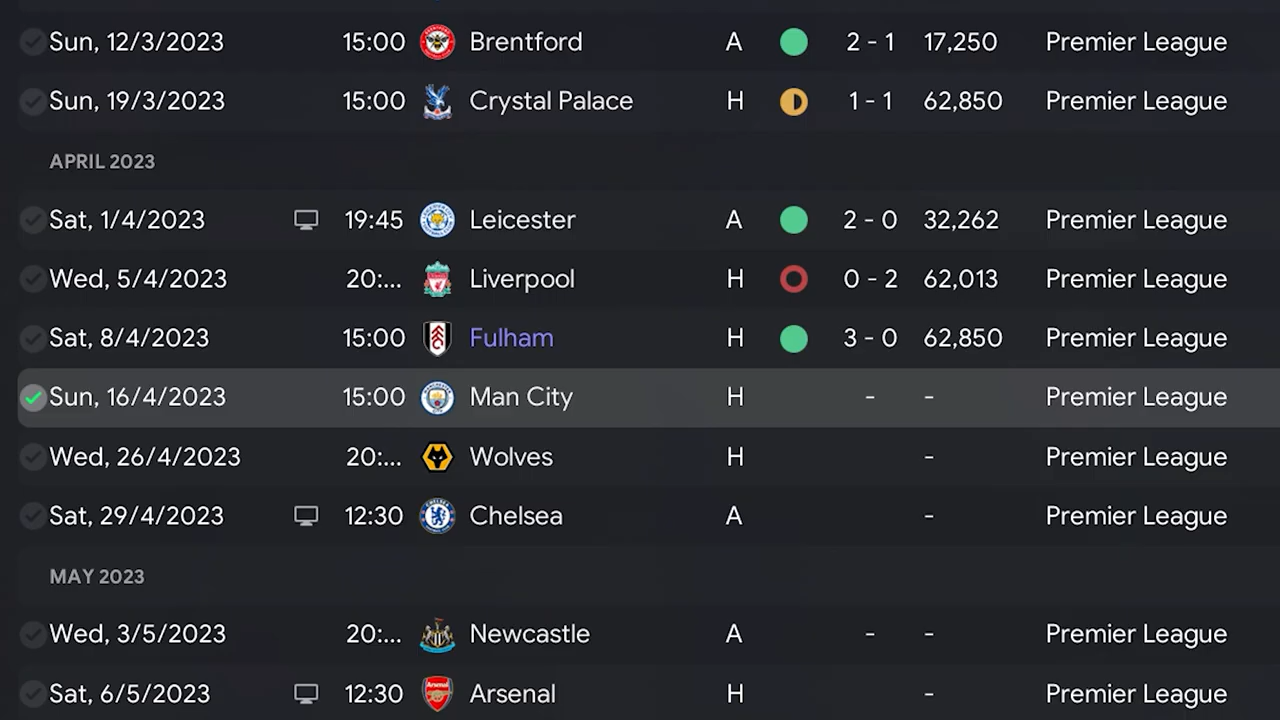 Sun, 12/3/2023 15:00 Brentford A 2 - 1 17,250 Premier League
Sun, 19/3/2023 15:00 Crystal Palace H 1 - 1 62,850 Premier League
APRIL 2023
Sat, 1/4/2023 19:45 Leicester A 2 - 0 32,262 Premier League
Wed, 5/4/2023 20:... Liverpool H 0 - 2 62,013 Premier League
Sat, 8/4/2023 15:00 Fulham H 3 - 0 62,850 Premier League
Sun, 16/4/2023 15:00 Man City H - - Premier League
Wed, 26/4/2023 20:... Wolves H - Premier League
Sat, 29/4/2023 12:30 Chelsea A - Premier League
MAY 2023
Wed, 3/5/2023 20:... Newcastle A - - Premier League
Sat, 6/5/2023 12:30 Arsenal H - Premier League